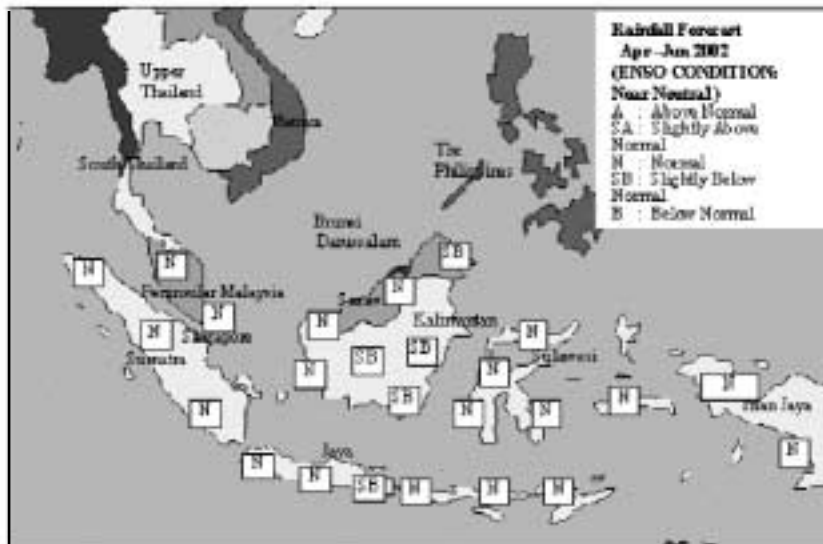 Rainfall Forecast
Apr-Jun 2002
(ENSO CONDITION:
Near Neutral)
A : Above Normal
SA : Slightly Above
Normal
N : Normal
SB : Slightly Below
Normal
B : Below Normal
Upper
Thailand
South Thailand
The
Philippines
Brunei
Darussalam
SB
N
N
Peninsular Malaysia
N
N
N
Kalimantan
N
Singapore
N
Sumatra
SB
SB
N
Sulawesi
N
N
SB
N
N
N
N
N
Irian Jaya
N
Java
N
N
SB
N
N
N